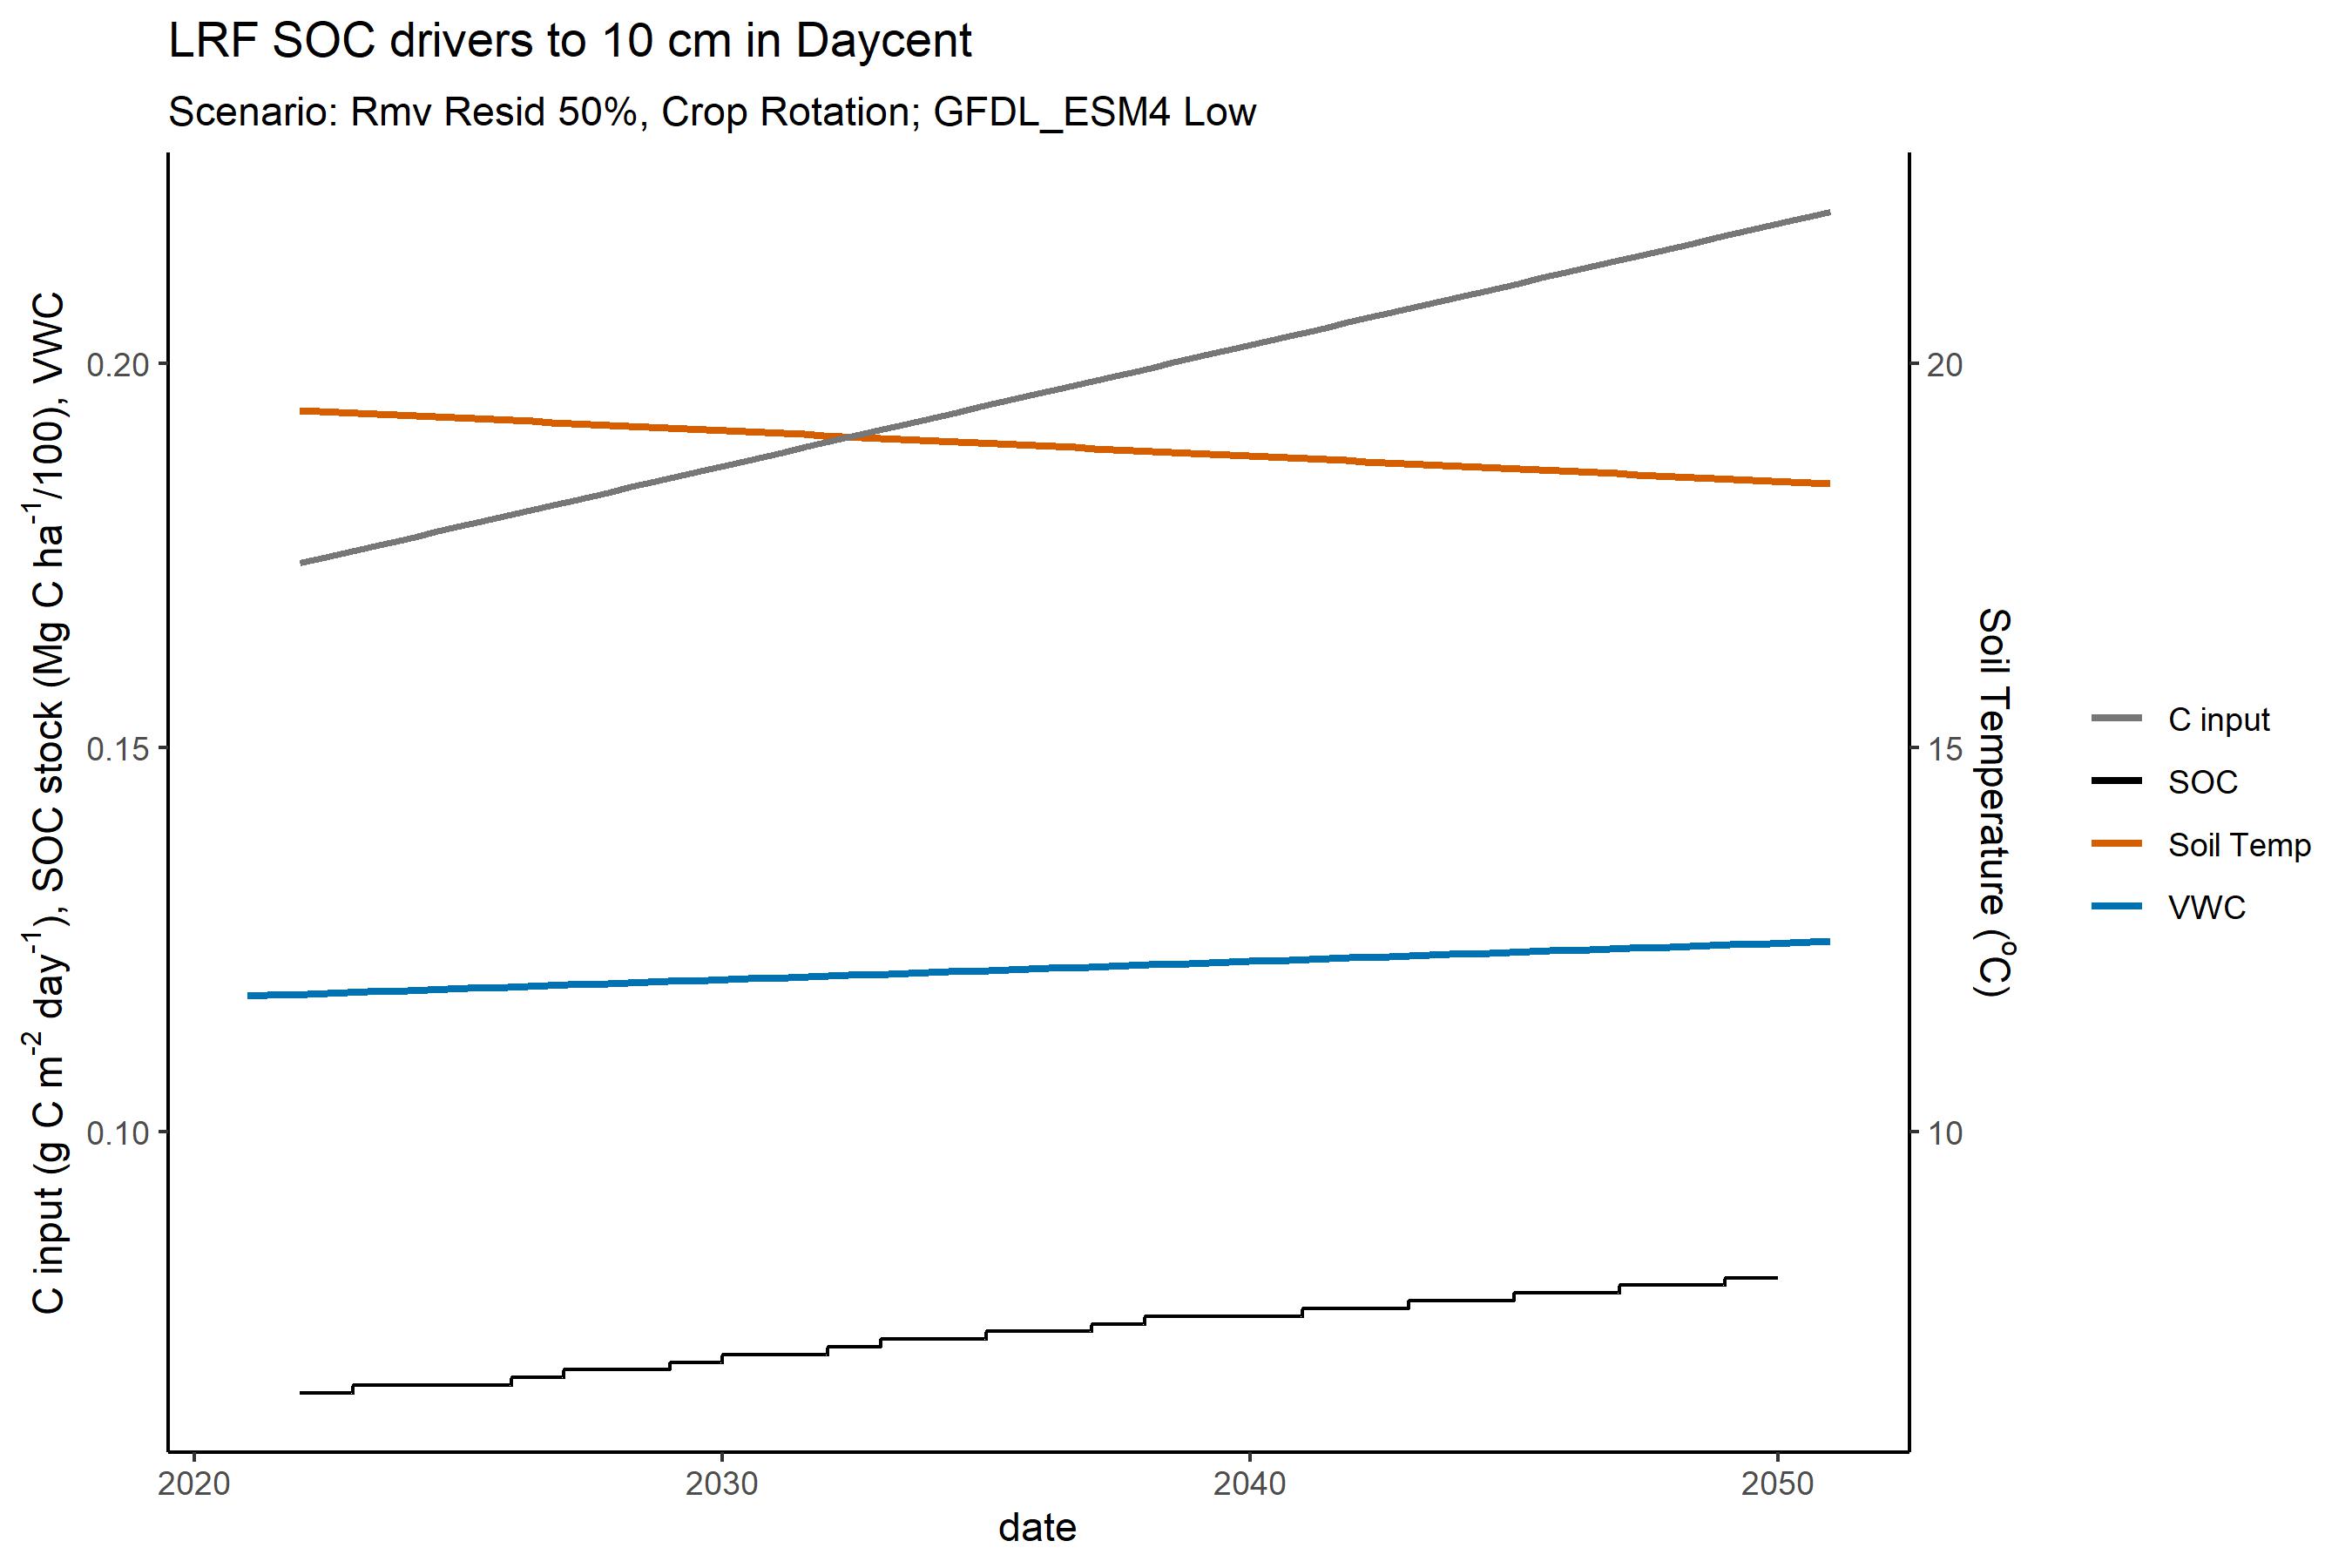 LRF SOC drivers to 10 cm in Daycent
Scenario: Rmv Resid 50%, Crop Rotation; GFDL_ESM4 Low
C input (g C m⁻² day⁻¹), SOC stock (Mg C ha⁻¹/100), VWC
0.20
0.15
0.10
20
15
10
Soil Temperature (°C)
C input
SOC
Soil Temp
VWC
2020
2030
2040
2050
date